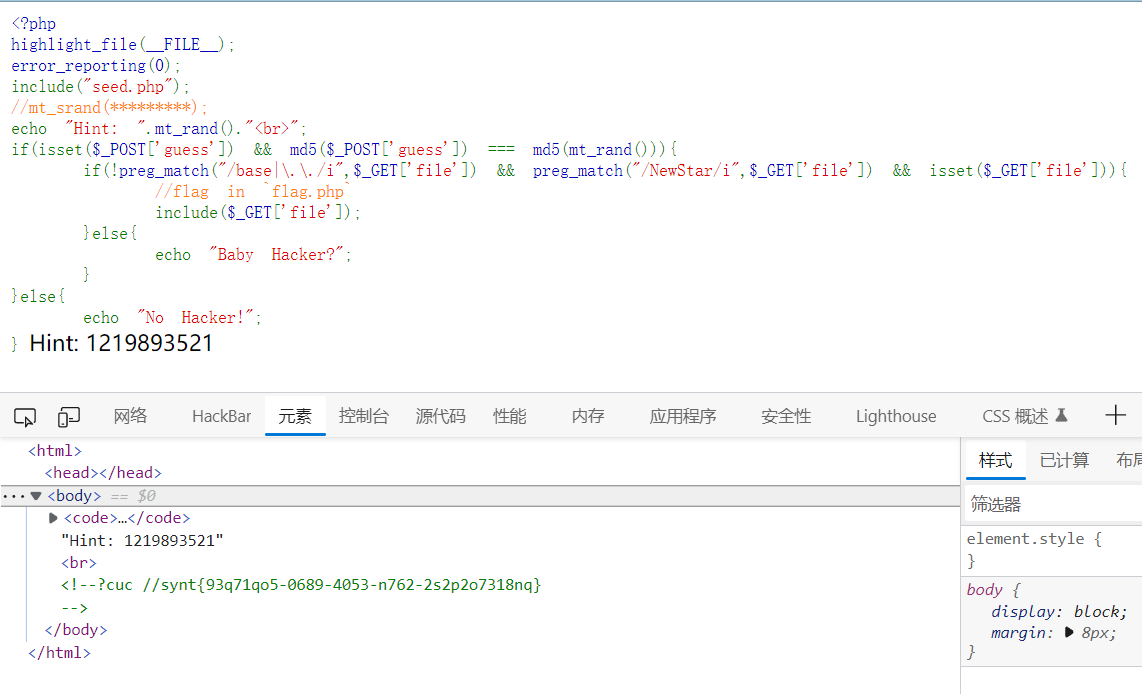 <?php
highlight_file(__FILE__);
error_reporting(0);
include("seed.php");
//mt_srand(*********);
echo "Hint: ".mt_rand()."<br>";
if(isset($_POST['guess']) && md5($_POST['guess']) === md5(mt_rand())){
if(!preg_match("/base|\.\./i",$_GET['file']) && preg_match("/NewStar/i",$_GET['file']) && isset($_GET['file'])){
//flag in `flag.php`
include($_GET['file']);
}else{
echo "Baby Hacker?";
}
}else{
echo "No Hacker!";
} Hint: 1219893521
网络 HackBar 元素 控制台 源代码 性能 内存 应用程序 安全性 Lighthouse CSS 概述
<html>
<head></head>
<body> == $0
<code>…</code>
"Hint: 1219893521"
<br>
<!--?cuc //synt{93q71qo5-0689-4053-n762-2s2p2o7318nq}
-->
</body>
</html>
样式 已计算 布局
筛选器
element.style {
}
body {
display: block;
margin: 8px;
}